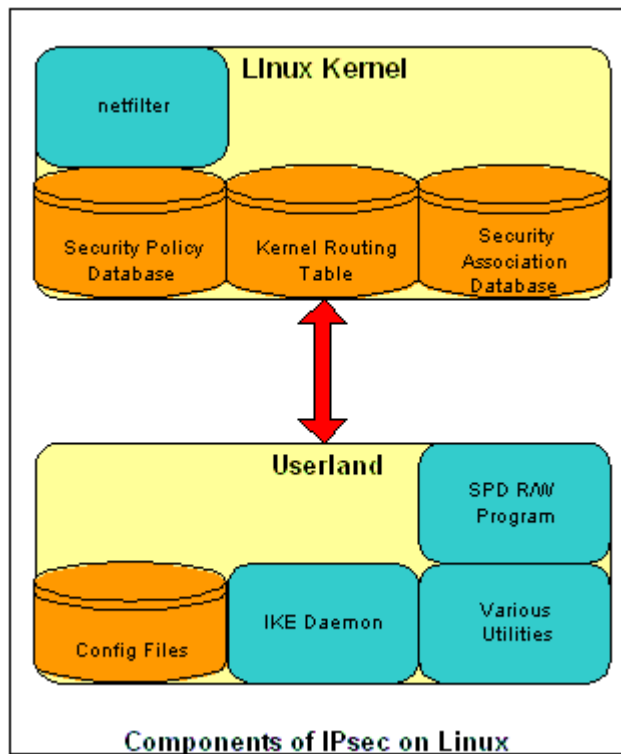 Linux Kernel
netfilter
Security Policy
Database
Kernel Routing
Table
Security
Association
Database
Userland
SPD R/W
Program
Config Files
IKE Daemon
Various
Utilities
Components of IPsec on Linux